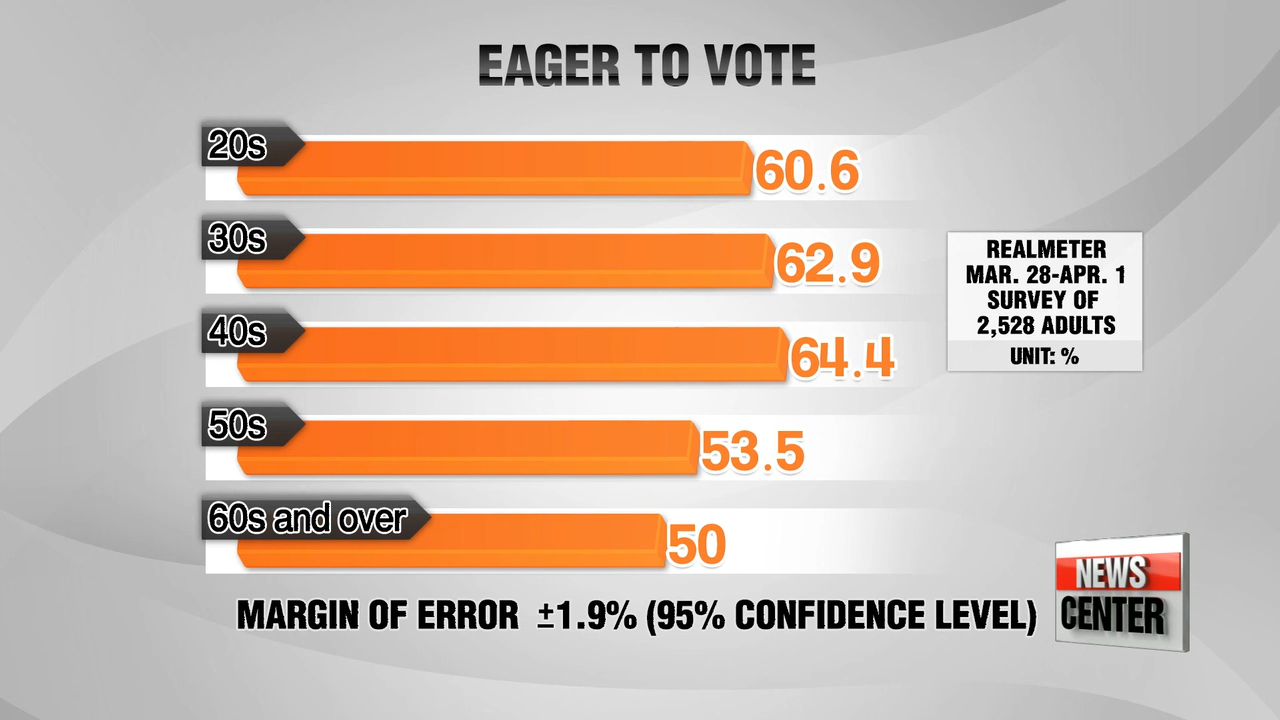 EAGER TO VOTE
20s
60.6
30s
62.9
40s
64.4
50s
53.5
60s and over
50
REALMETER
MAR. 28-APR. 1
SURVEY OF
2,528 ADULTS
UNIT: %
MARGIN OF ERROR ±1.9% (95% CONFIDENCE LEVEL)
NEWS
CENTER